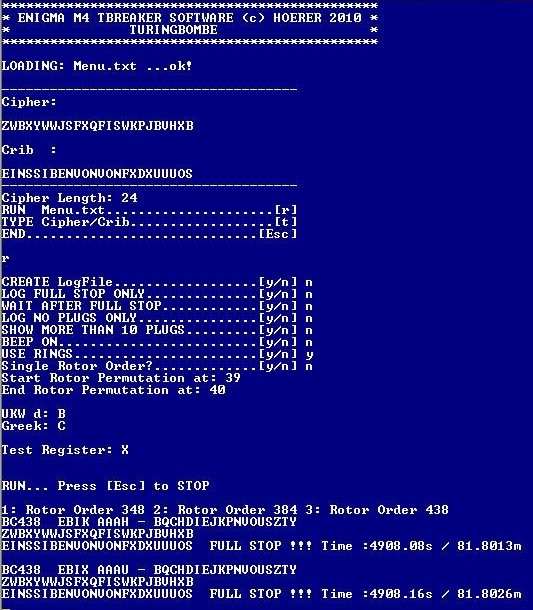 *****************************************************
* ENIGMA M4 TBREAKER SOFTWARE (c) HOERER 2010 *
* TURINGBOMBE *
*****************************************************
LOADING: Menu.txt ...ok!
-------------------------------------
Cipher:
ZWBXYWWJSFXQFISWKPJBVHXB
Crib :
EINSSIBENVONVONFXDXUUUOS
-------------------------------------
Cipher Length: 24
RUN Menu.txt.....................[r]
TYPE Cipher/Crib.................[t]
END............................[Esc]
r
CREATE LogFile..................[y/n] n
LOG FULL STOP ONLY..............[y/n] n
WAIT AFTER FULL STOP............[y/n] n
LOG NO PLUGS ONLY...............[y/n] n
SHOW MORE THAN 10 PLUGS.........[y/n] n
BEEP ON.........................[y/n] n
USE RINGS.......................[y/n] y
Single Rotor Order?.............[y/n] n
Start Rotor Permutation at: 39
End Rotor Permutation at: 40
UKW d: B
Greek: C
Test Register: X
RUN... Press [Esc] to STOP
1: Rotor Order 348 2: Rotor Order 384 3: Rotor Order 438
BC438 EBIK AAAH - BQCHDIEJKPNVOUSZTY
ZWBXYWWJSFXQFISWKPJBVHXB
EINSSIBENVONVONFXDXUUUOS FULL STOP !!! Time :4908.08s / 81.8013m
BC438 EBIX AAAU - BQCHDIEJKPNVOUSZTY
ZWBXYWWJSFXQFISWKPJBVHXB
EINSSIBENVONVONFXDXUUUOS FULL STOP !!! Time :4908.16s / 81.8026m